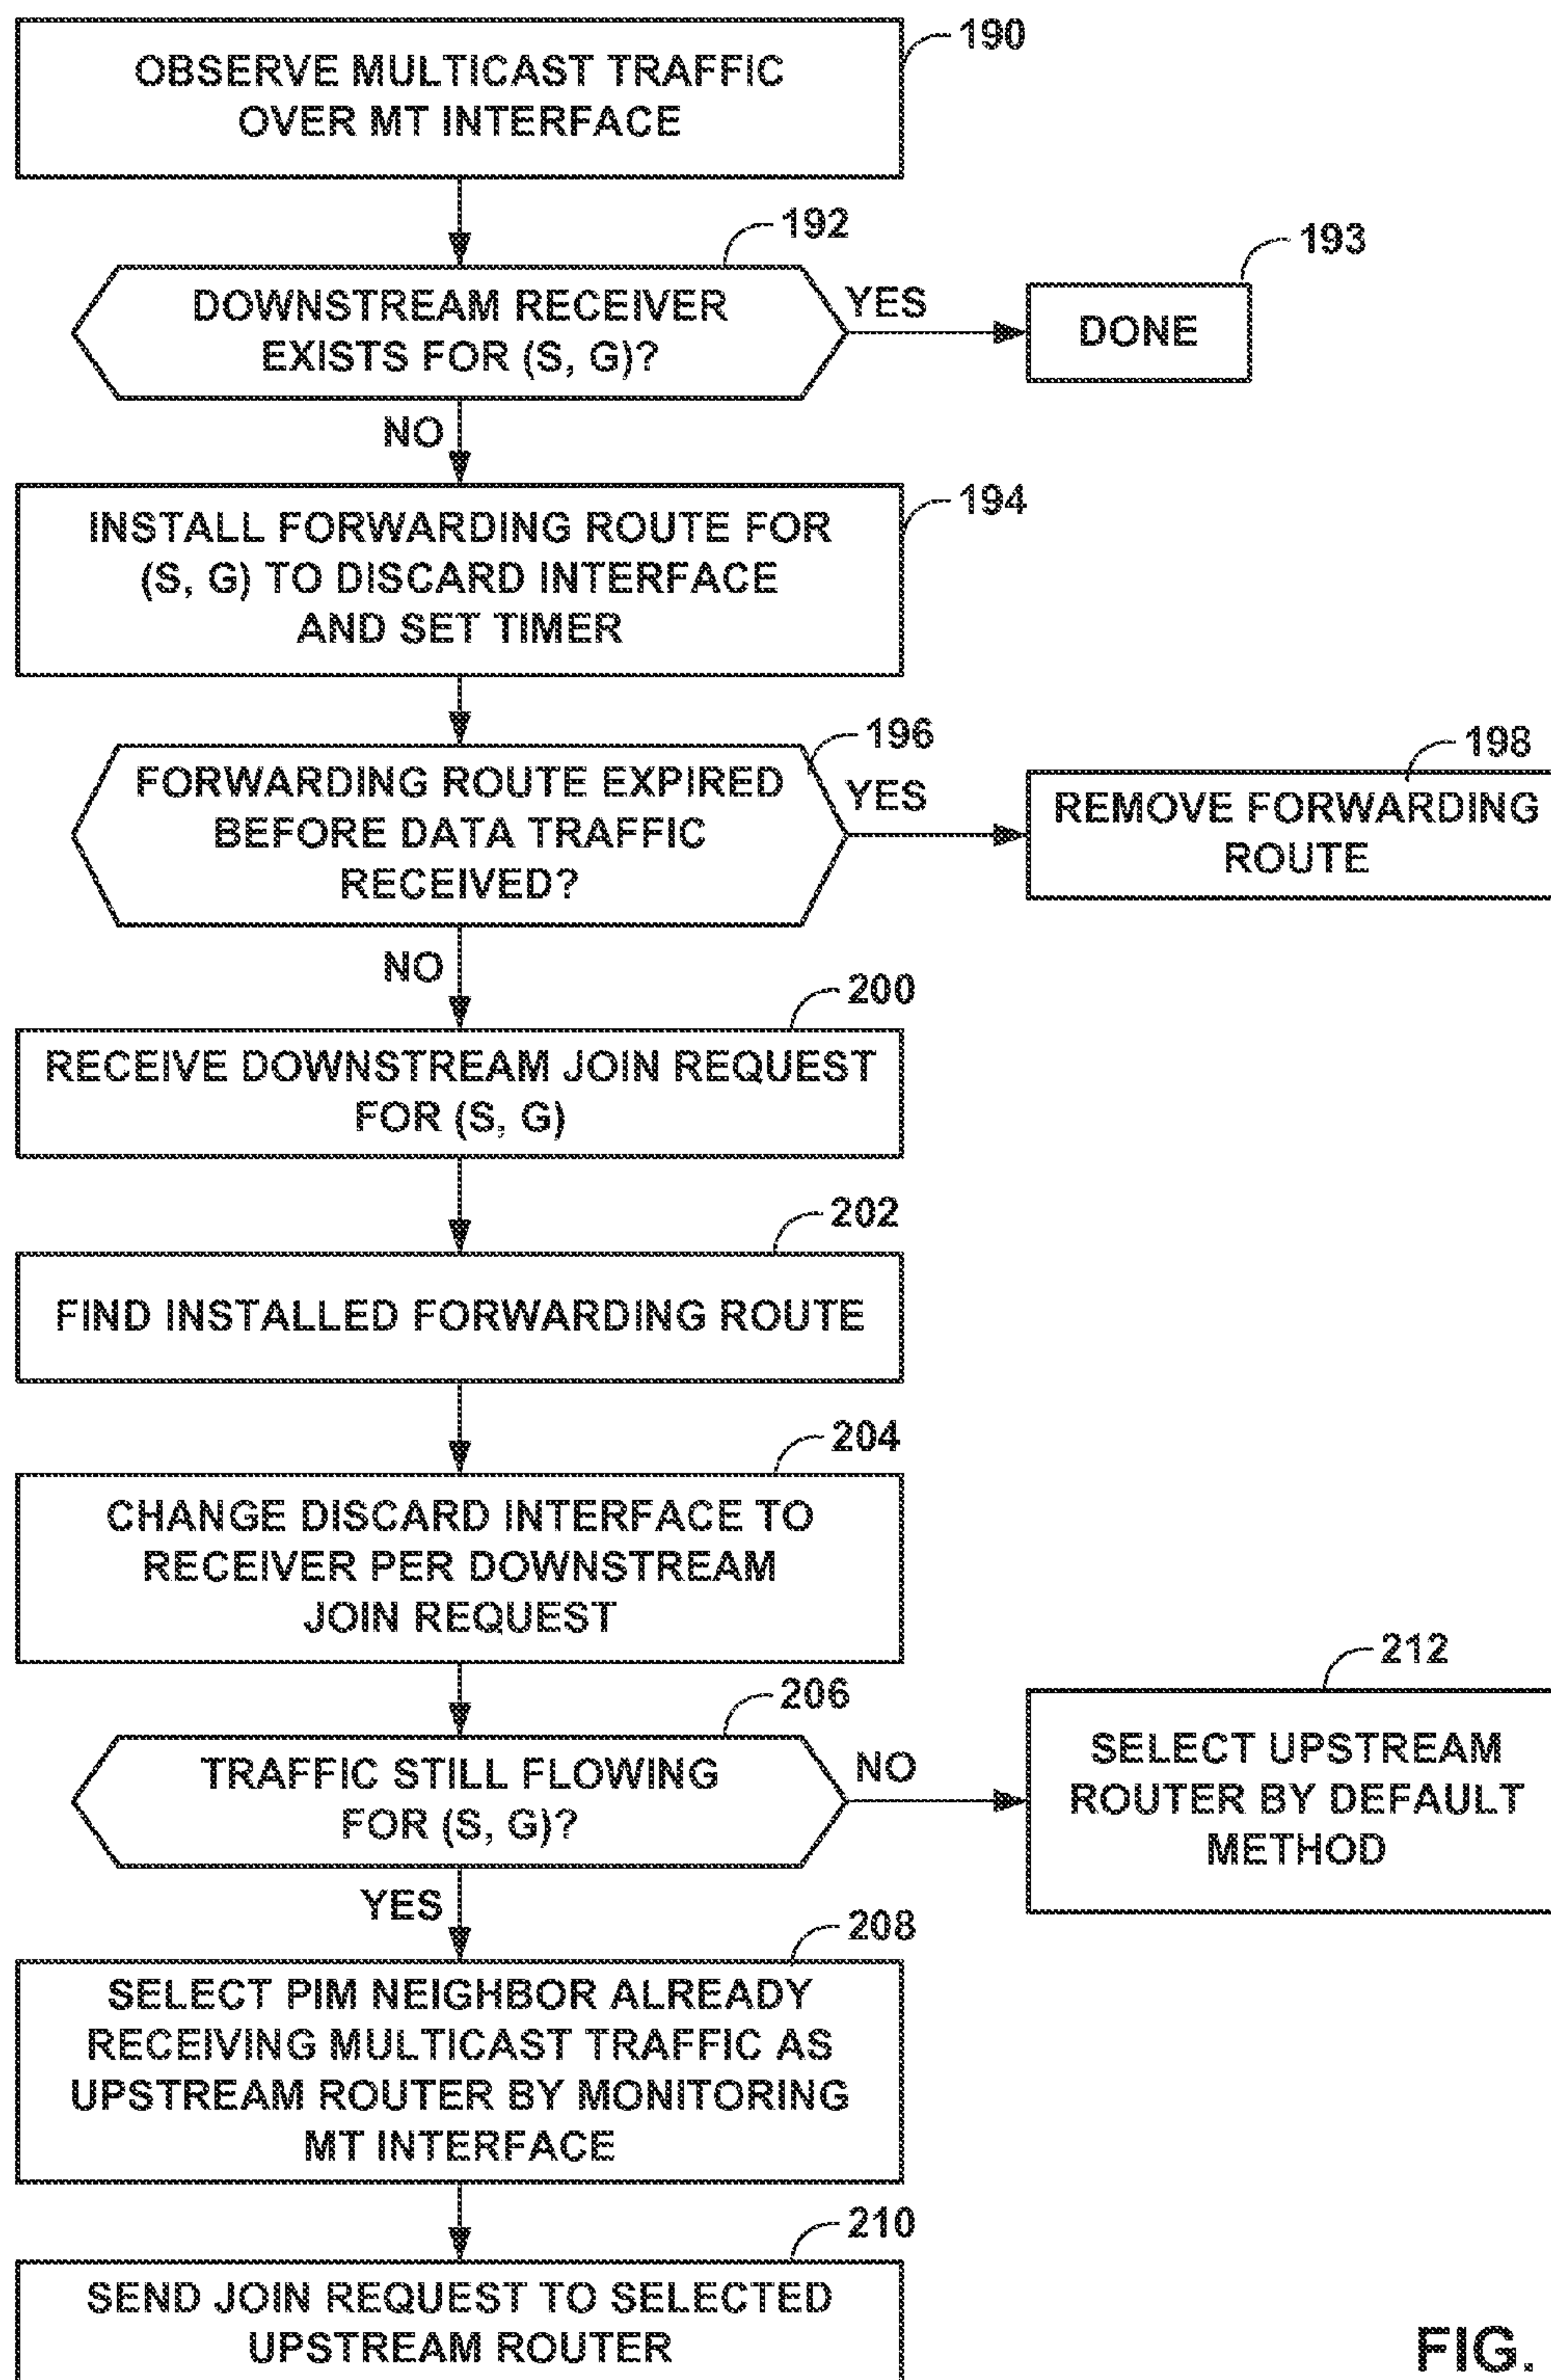 190
OBSERVE MULTICAST TRAFFIC
OVER MT INTERFACE
192
193
DOWNSTREAM RECEIVER
EXISTS FOR (S, G)?
YES
DONE
NO
194
INSTALL FORWARDING ROUTE FOR
(S, G) TO DISCARD INTERFACE
AND SET TIMER
196
198
FORWARDING ROUTE EXPIRED
BEFORE DATA TRAFFIC
RECEIVED?
YES
REMOVE FORWARDING
ROUTE
NO
200
RECEIVE DOWNSTREAM JOIN REQUEST
FOR (S, G)
202
FIND INSTALLED FORWARDING ROUTE
204
CHANGE DISCARD INTERFACE TO
RECEIVER PER DOWNSTREAM
JOIN REQUEST
206
212
TRAFFIC STILL FLOWING
FOR (S, G)?
NO
SELECT UPSTREAM
ROUTER BY DEFAULT
METHOD
YES
208
SELECT PIM NEIGHBOR ALREADY
RECEIVING MULTICAST TRAFFIC AS
UPSTREAM ROUTER BY MONITORING
MT INTERFACE
210
SEND JOIN REQUEST TO SELECTED
UPSTREAM ROUTER
FIG.